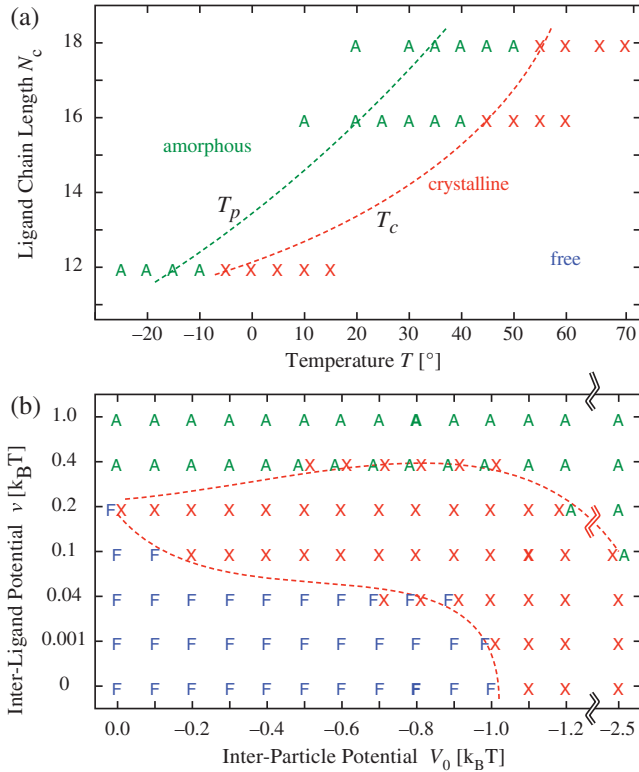 (a)
Ligand Chain Length N_c
18 A A A A A A X X X X
16 A A A A A A X X X X
amorphous
crystalline
14
T_p
T_c
free
12 A A A A X X X X X
−20 −10 0 10 20 30 40 50 60 70
Temperature T [°]
(b)
Inter-Ligand Potential v [k_BT]
1.0 A A A A A A A A A A A A A A
0.4 A A A A A A X A X A X A X A X A X A A A
0.2 F X X X X X X X X X X X X X A A
0.1 F F X X X X X X X X X X X X A
0.04 F F F F F F F F X F X F X X X X X
0.001 F F F F F F F F F F F X X X X
0 F F F F F F F F F F F X X X
0.0 −0.2 −0.4 −0.6 −0.8 −1.0 −1.2 −2.5
Inter-Particle Potential V_0 [k_BT]